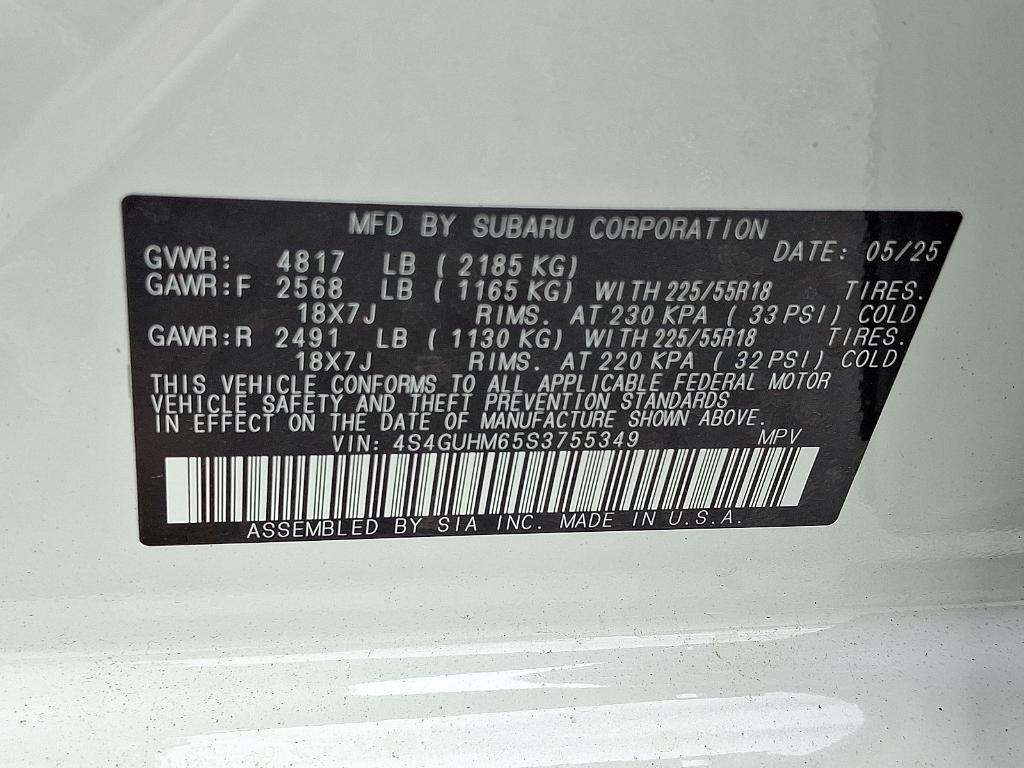 MFD BY SUBARU CORPORATION
DATE: 05/25
GVWR: 4817 LB ( 2185 KG)
GAWR:F 2568 LB ( 1165 KG) WITH 225/55R18 TIRES.
18X7J RIMS. AT 230 KPA ( 33 PSI) COLD
GAWR:R 2491 LB ( 1130 KG) WITH 225/55R18 TIRES.
18X7J RIMS. AT 220 KPA ( 32 PSI) COLD
THIS VEHICLE CONFORMS TO ALL APPLICABLE FEDERAL MOTOR
VEHICLE SAFETY AND THEFT PREVENTION STANDARDS
IN EFFECT ON THE DATE OF MANUFACTURE SHOWN ABOVE.
VIN: 4S4GUHM65S3755349 MPV
ASSEMBLED BY SIA INC. MADE IN U.S.A.